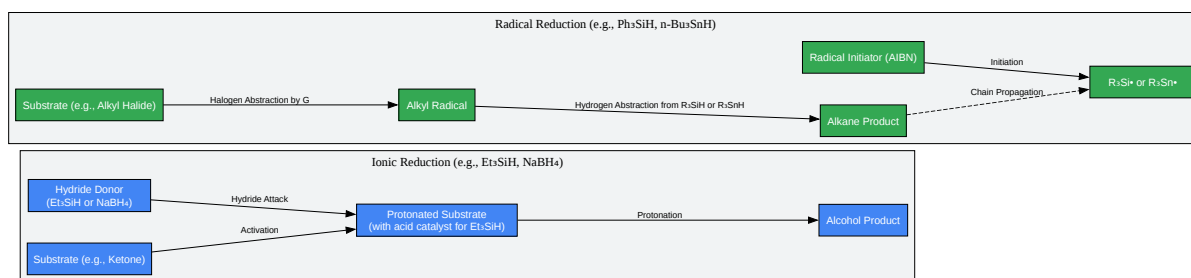 Radical Reduction (e.g., Ph₃SiH, n-Bu₃SnH)
Radical Initiator (AIBN)
Initiation
R₃Si• or R₃Sn•
Substrate (e.g., Alkyl Halide)
Halogen Abstraction by G
Alkyl Radical
Hydrogen Abstraction from R₃SiH or R₃SnH
Alkane Product
Chain Propagation
Ionic Reduction (e.g., Et₃SiH, NaBH₄)
Hydride Donor
(Et₃SiH or NaBH₄)
Hydride Attack
Protonated Substrate
(with acid catalyst for Et₃SiH)
Protonation
Alcohol Product
Activation
Substrate (e.g., Ketone)